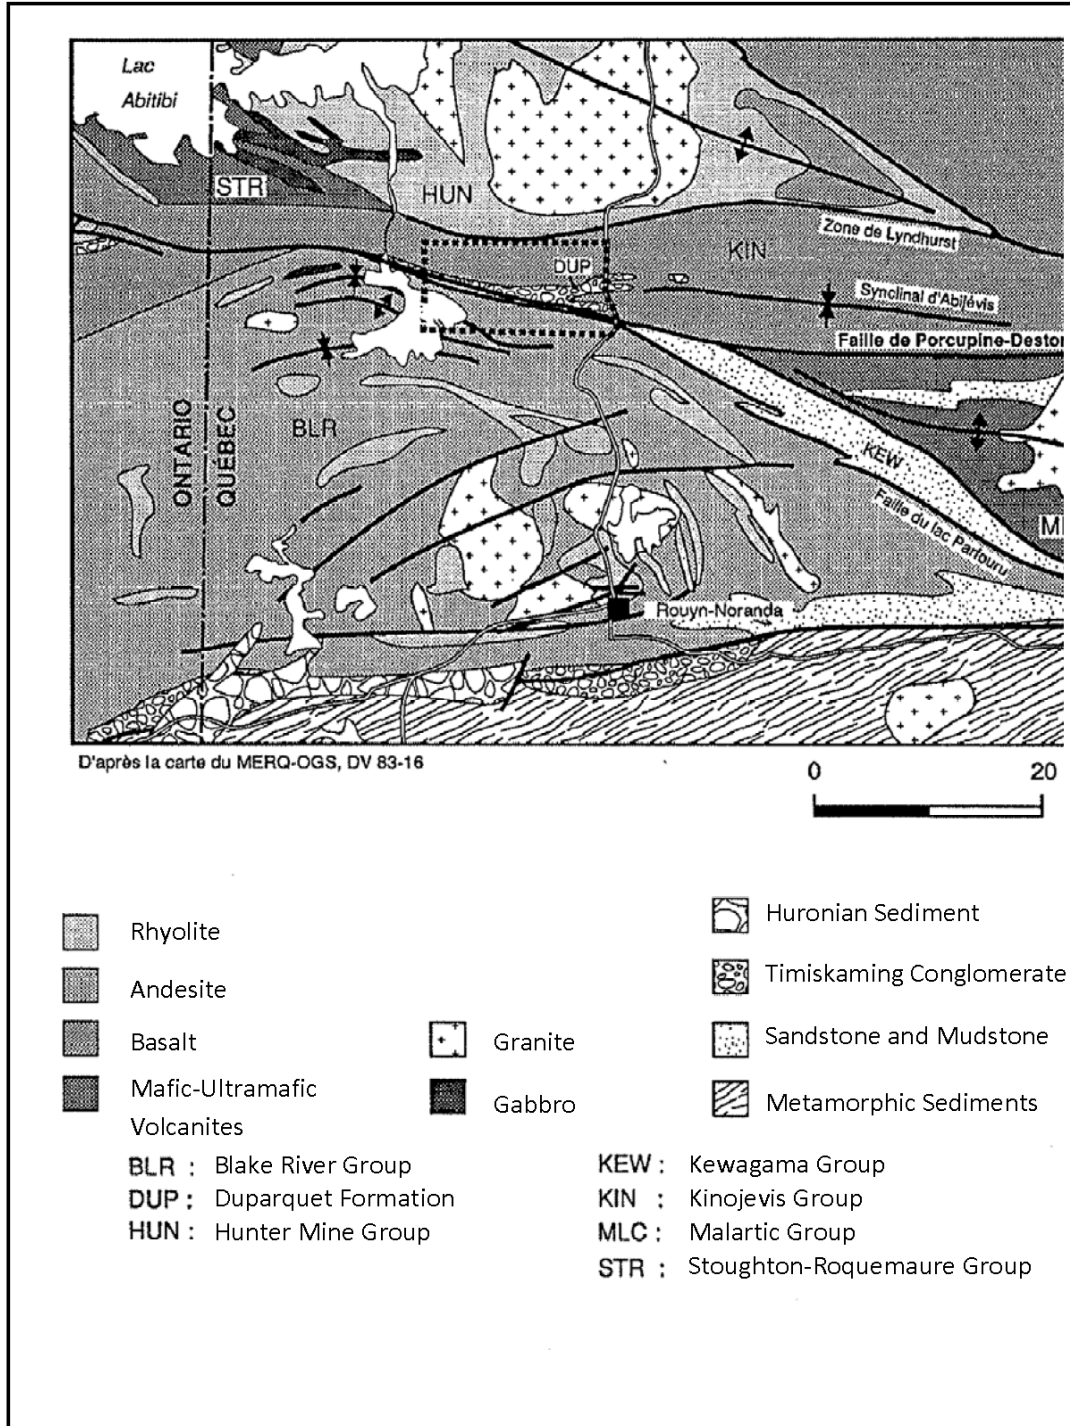 Lac
Abitibi
STR
HUN
Zone de Lyndhurst
KIN
DUP
Synclinal d'Abijévis
Faille de Porcupine-Destor
ONTARIO
QUÉBEC
BLR
KEW
Faille du lac Parfouru
Rouyn-Noranda
D'après la carte du MERQ-OGS, DV 83-16
0 20
Rhyolite
Andesite
Basalt
Mafic-Ultramafic
Volcanites
Granite
Gabbro
Huronian Sediment
Timiskaming Conglomerate
Sandstone and Mudstone
Metamorphic Sediments
BLR : Blake River Group
DUP : Duparquet Formation
HUN : Hunter Mine Group
KEW : Kewagama Group
KIN : Kinojevis Group
MLC : Malartic Group
STR : Stoughton-Roquemaure Group